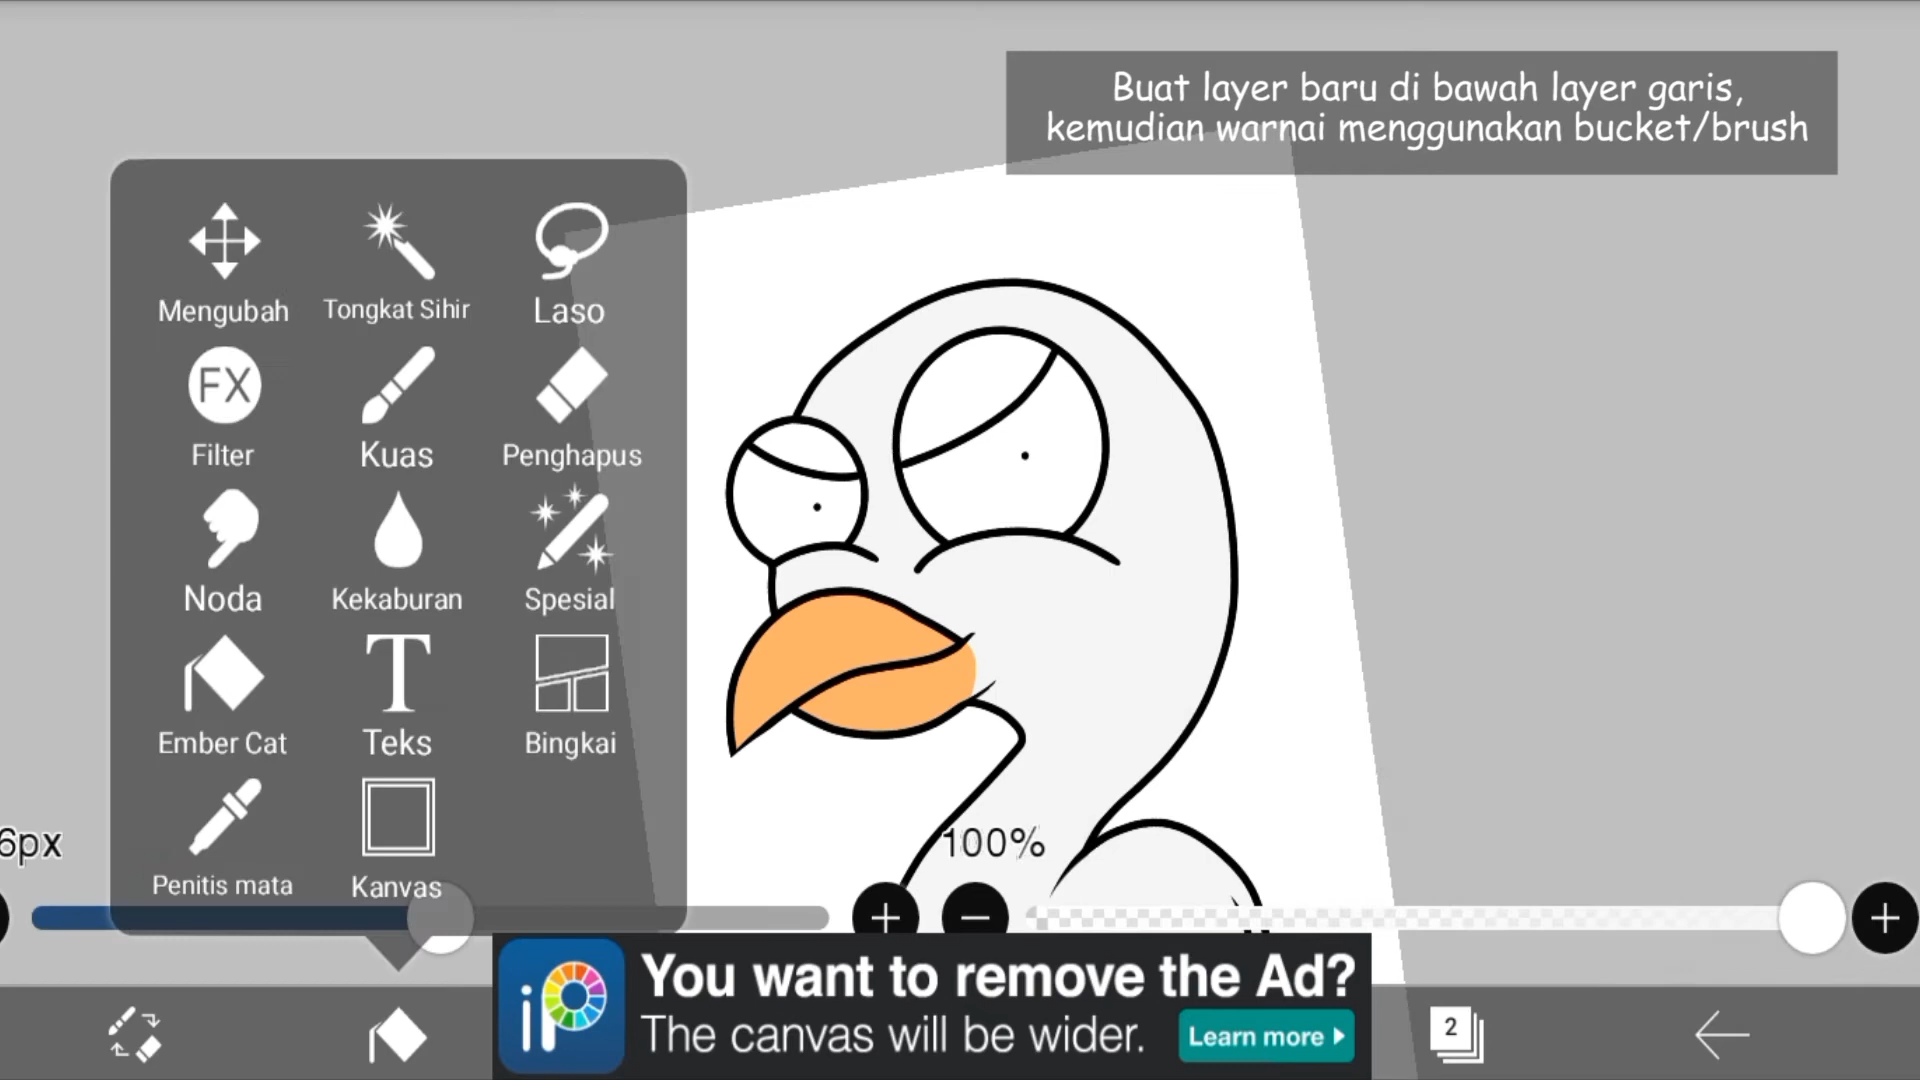 Buat layer baru di bawah layer garis,
kemudian warnai menggunakan bucket/brush
Mengubah
Tongkat Sihir
Laso
FX
Filter
Kuas
Penghapus
Noda
Kekaburan
Spesial
Ember Cat
T
Teks
Bingkai
Penitis mata
Kanvas
6px
100%
iP
You want to remove the Ad?
The canvas will be wider.
Learn more
2